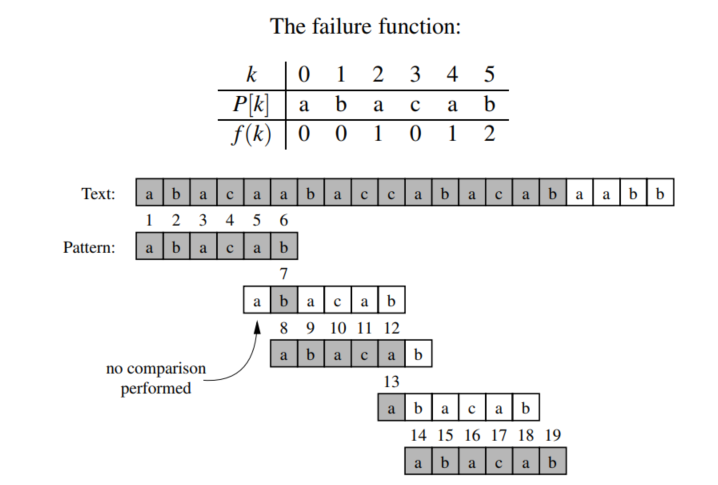 The failure function:
k 0 1 2 3 4 5
P[k] a b a c a b
f(k) 0 0 1 0 1 2
Text: a b a c a a b a c c a b a c a b a a b b
1 2 3 4 5 6
Pattern: a b a c a b
7
a b a c a b
8 9 10 11 12
a b a c a b
no comparison
performed
13
a b a c a b
14 15 16 17 18 19
a b a c a b